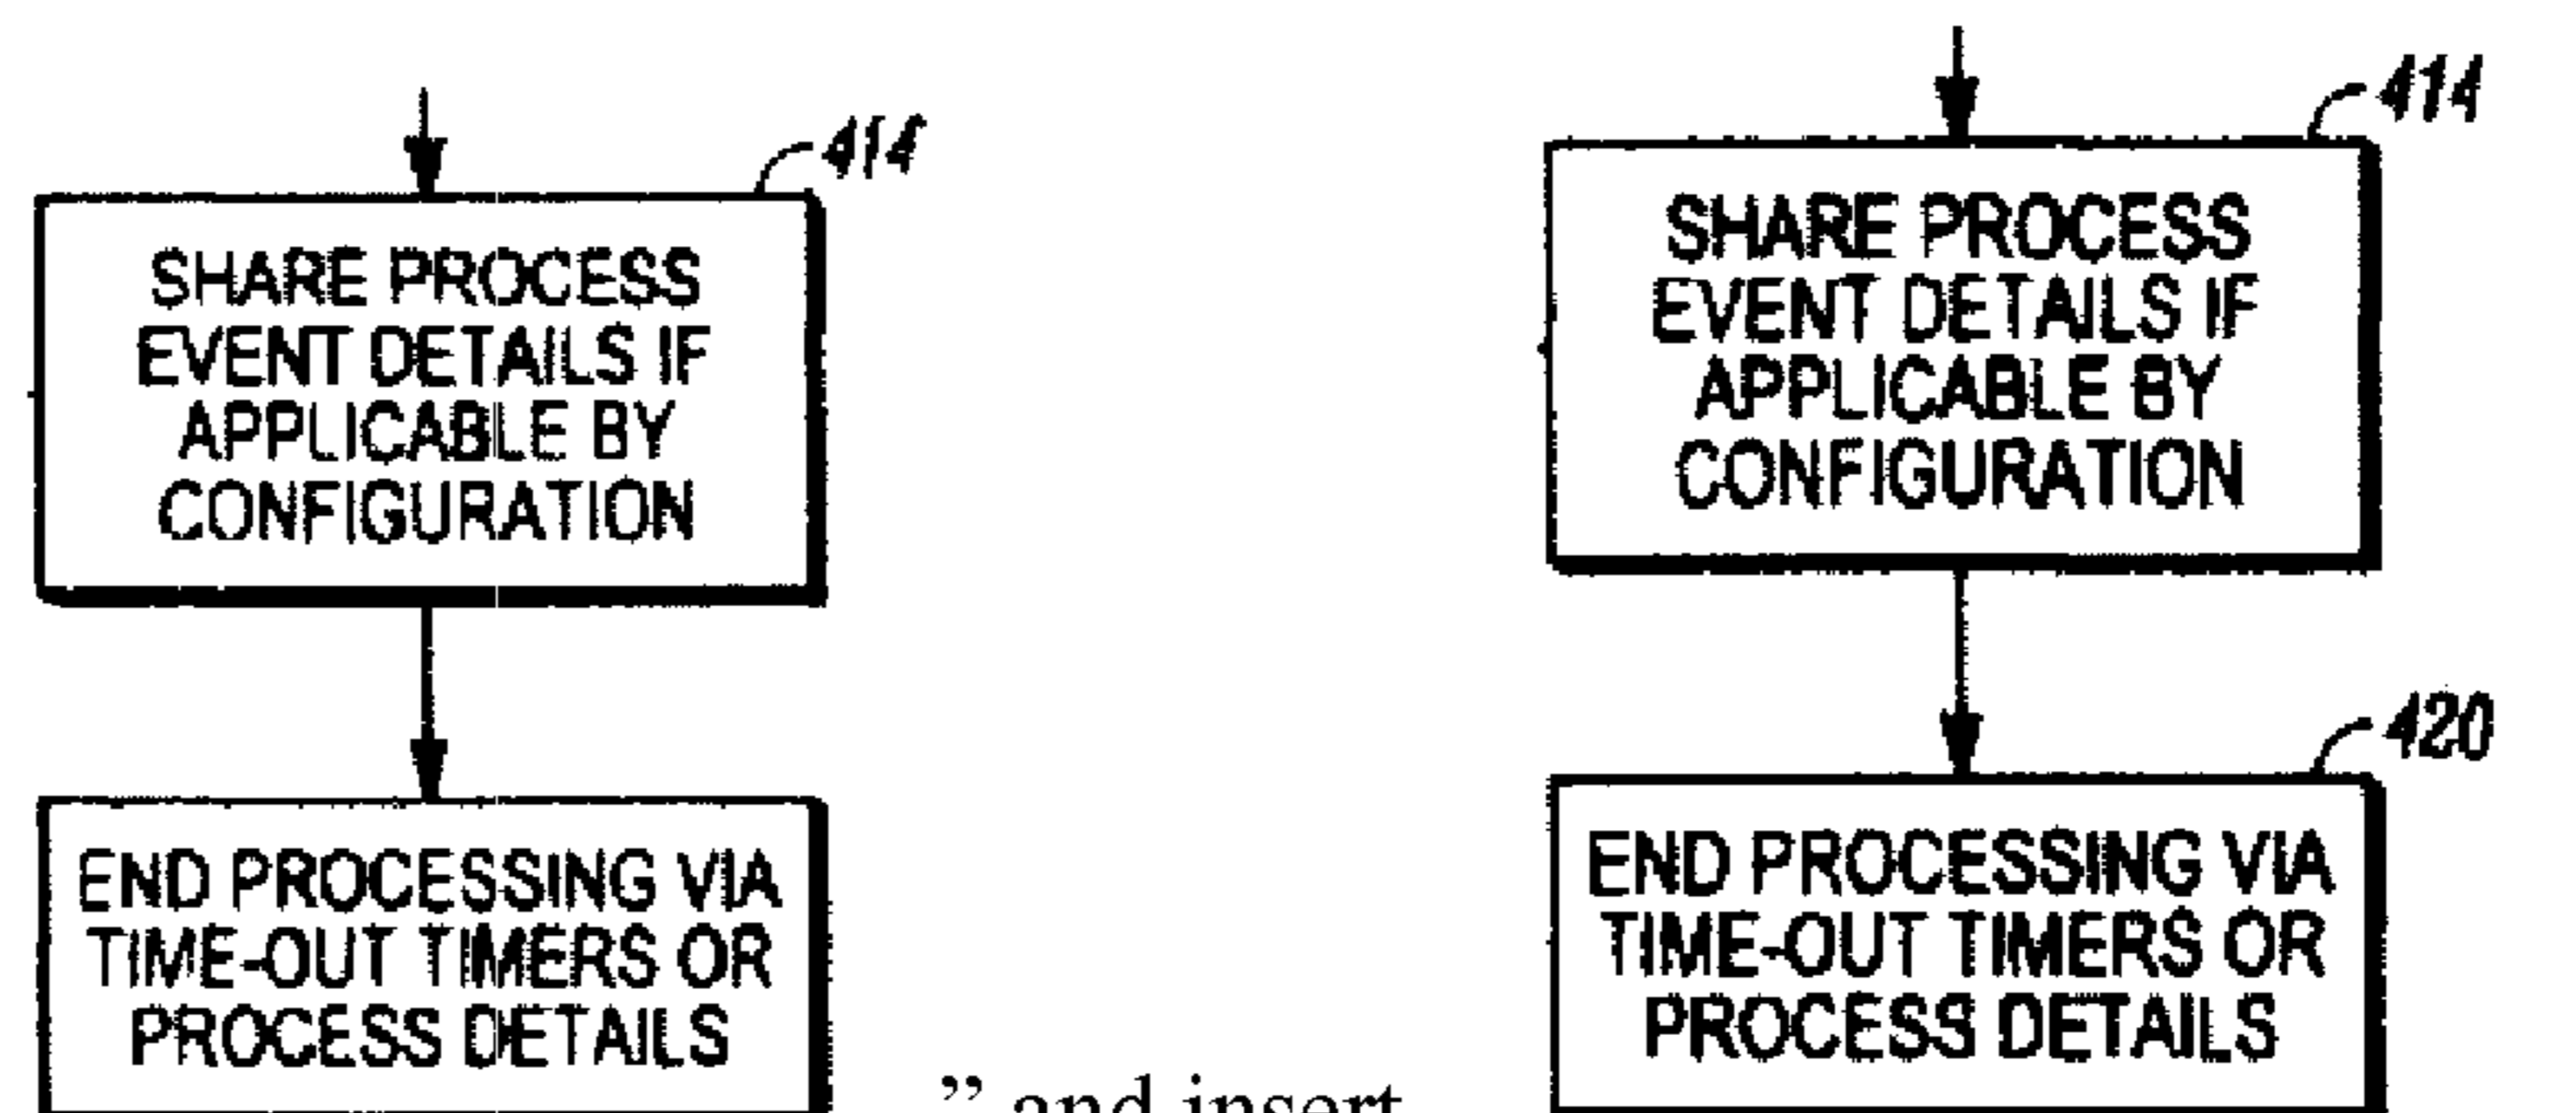 414
SHARE PROCESS
EVENT DETAILS IF
APPLICABLE BY
CONFIGURATION
END PROCESSING VIA
TIME-OUT TIMERS OR
PROCESS DETAILS
” and insert
414
SHARE PROCESS
EVENT DETAILS IF
APPLICABLE BY
CONFIGURATION
420
END PROCESSING VIA
TIME-OUT TIMERS OR
PROCESS DETAILS